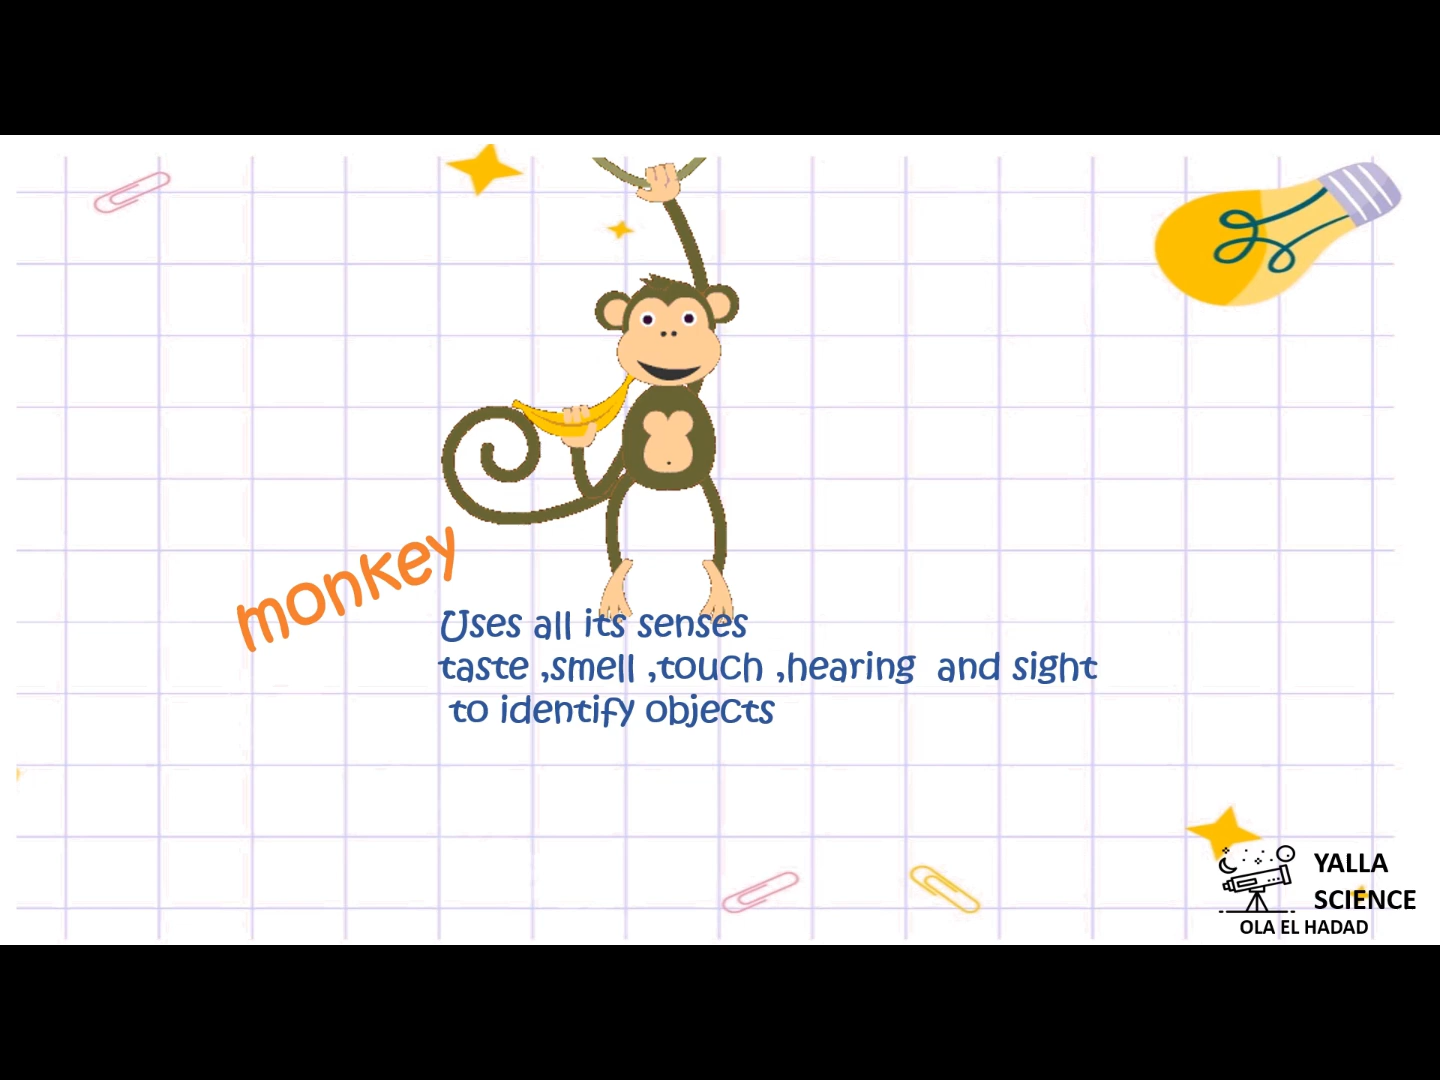 monkey
Uses all its senses
taste ,smell ,touch ,hearing  and sight
to identify objects
YALLA
SCIENCE
OLA EL HADAD